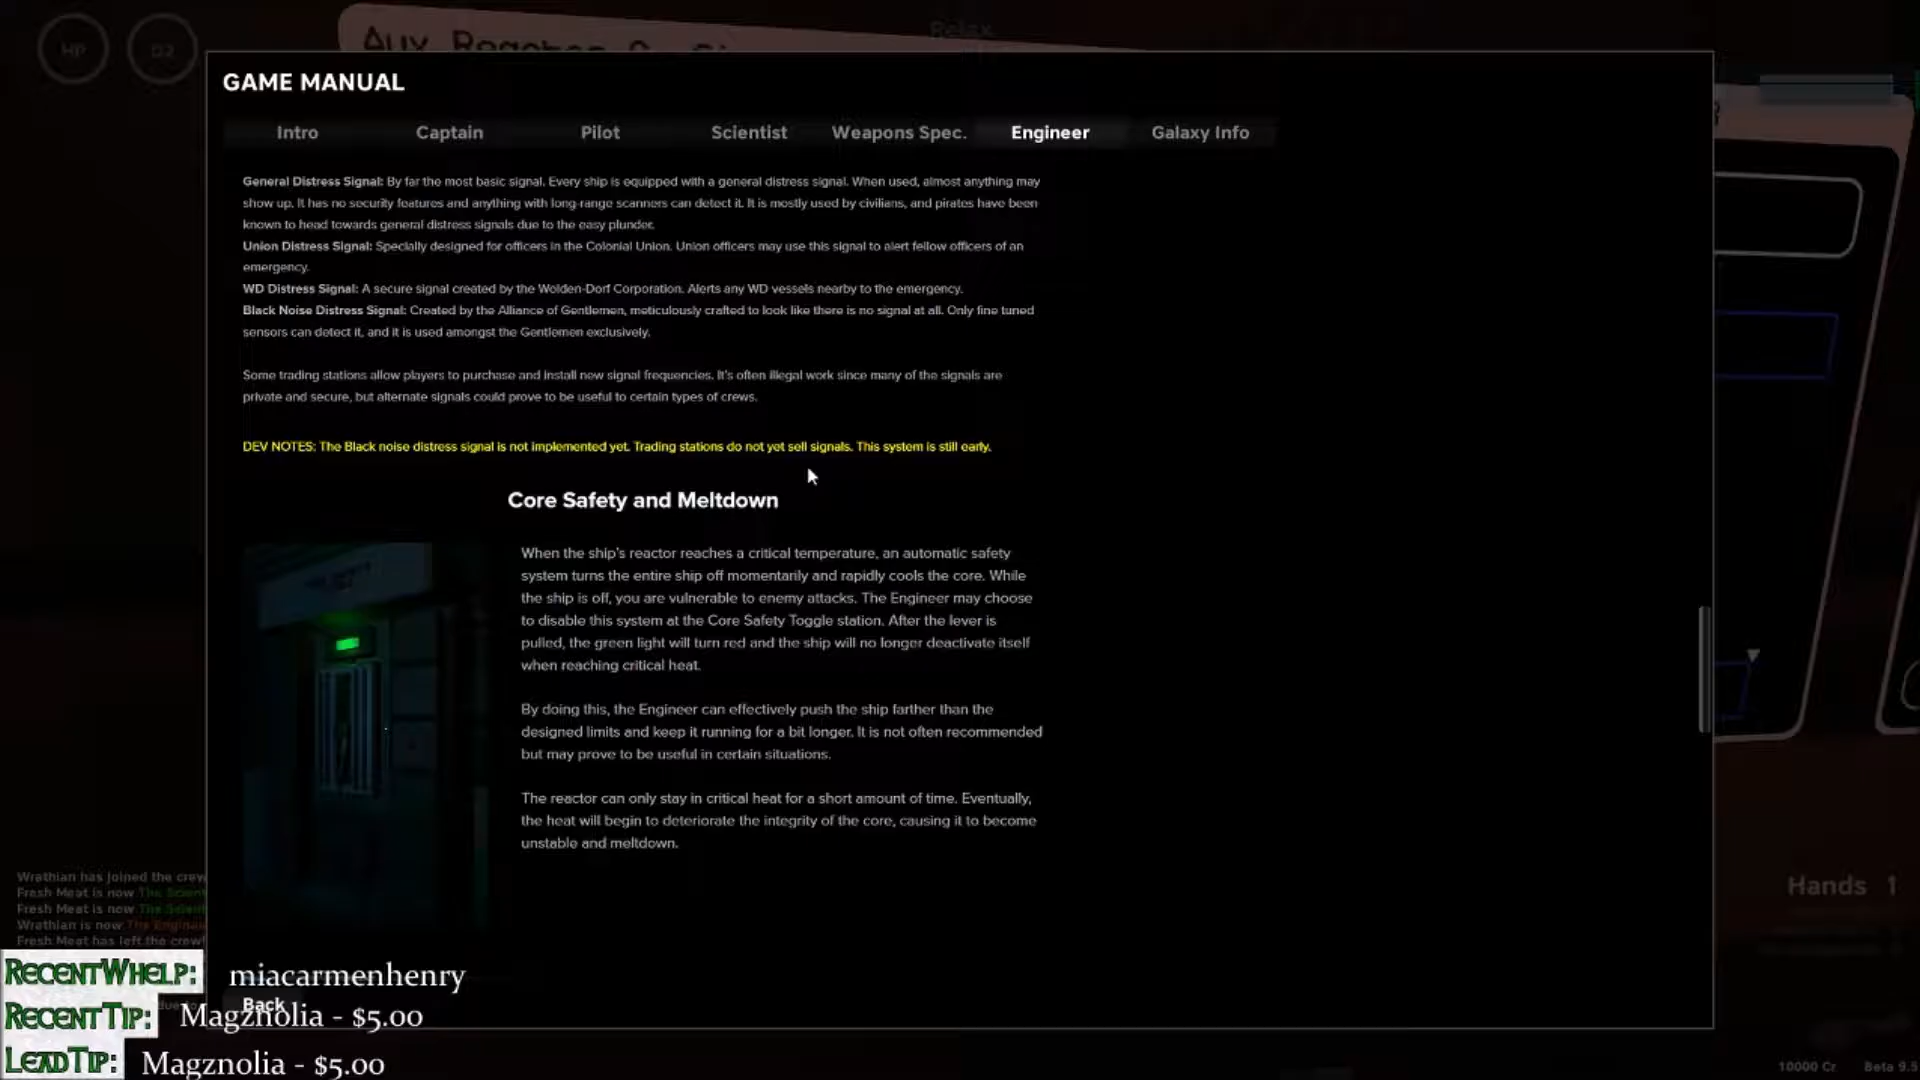 HP
O2
Relax
GAME MANUAL
Intro Captain Pilot Scientist Weapons Spec. Engineer Galaxy Info
General Distress Signal: By far the most basic signal. Every ship is equipped with a general distress signal. When used, almost anything may
show up. It has no security features and anything with long-range scanners can detect it. It is mostly used by civilians, and pirates have been
known to head towards general distress signals due to the easy plunder.
Union Distress Signal: Specially designed for officers in the Colonial Union. Union officers may use this signal to alert fellow officers of an
emergency.
WD Distress Signal: A secure signal created by the Wolden-Dorf Corporation. Alerts any WD vessels nearby to the emergency.
Black Noise Distress Signal: Created by the Alliance of Gentlemen, meticulously crafted to look like there is no signal at all. Only fine tuned
sensors can detect it, and it is used amongst the Gentlemen exclusively.
Some trading stations allow players to purchase and install new signal frequencies. It's often illegal work since many of the signals are
private and secure, but alternate signals could prove to be useful to certain types of crews.
DEV NOTES: The Black noise distress signal is not implemented yet. Trading stations do not yet sell signals. This system is still early.
Core Safety and Meltdown
When the ship's reactor reaches a critical temperature, an automatic safety
system turns the entire ship off momentarily and rapidly cools the core. While
the ship is off, you are vulnerable to enemy attacks. The Engineer may choose
to disable this system at the Core Safety Toggle station. After the lever is
pulled, the green light will turn red and the ship will no longer deactivate itself
when reaching critical heat.
By doing this, the Engineer can effectively push the ship farther than the
designed limits and keep it running for a bit longer. It is not often recommended
but may prove to be useful in certain situations.
The reactor can only stay in critical heat for a short amount of time. Eventually,
the heat will begin to deteriorate the integrity of the core, causing it to become
unstable and meltdown.
Wrathian has joined the crew
Fresh Meat is now The Scient
Fresh Meat is now The Scient
Wrathian is now The Enginee
Fresh Meat has left the crew!
Hands 1
RECENTWHELP: miacarmenhenry
Back
RECENTTIP: Magznolia - $5.00
LEADTIP: Magznolia - $5.00
10000 Cr Beta 9.5